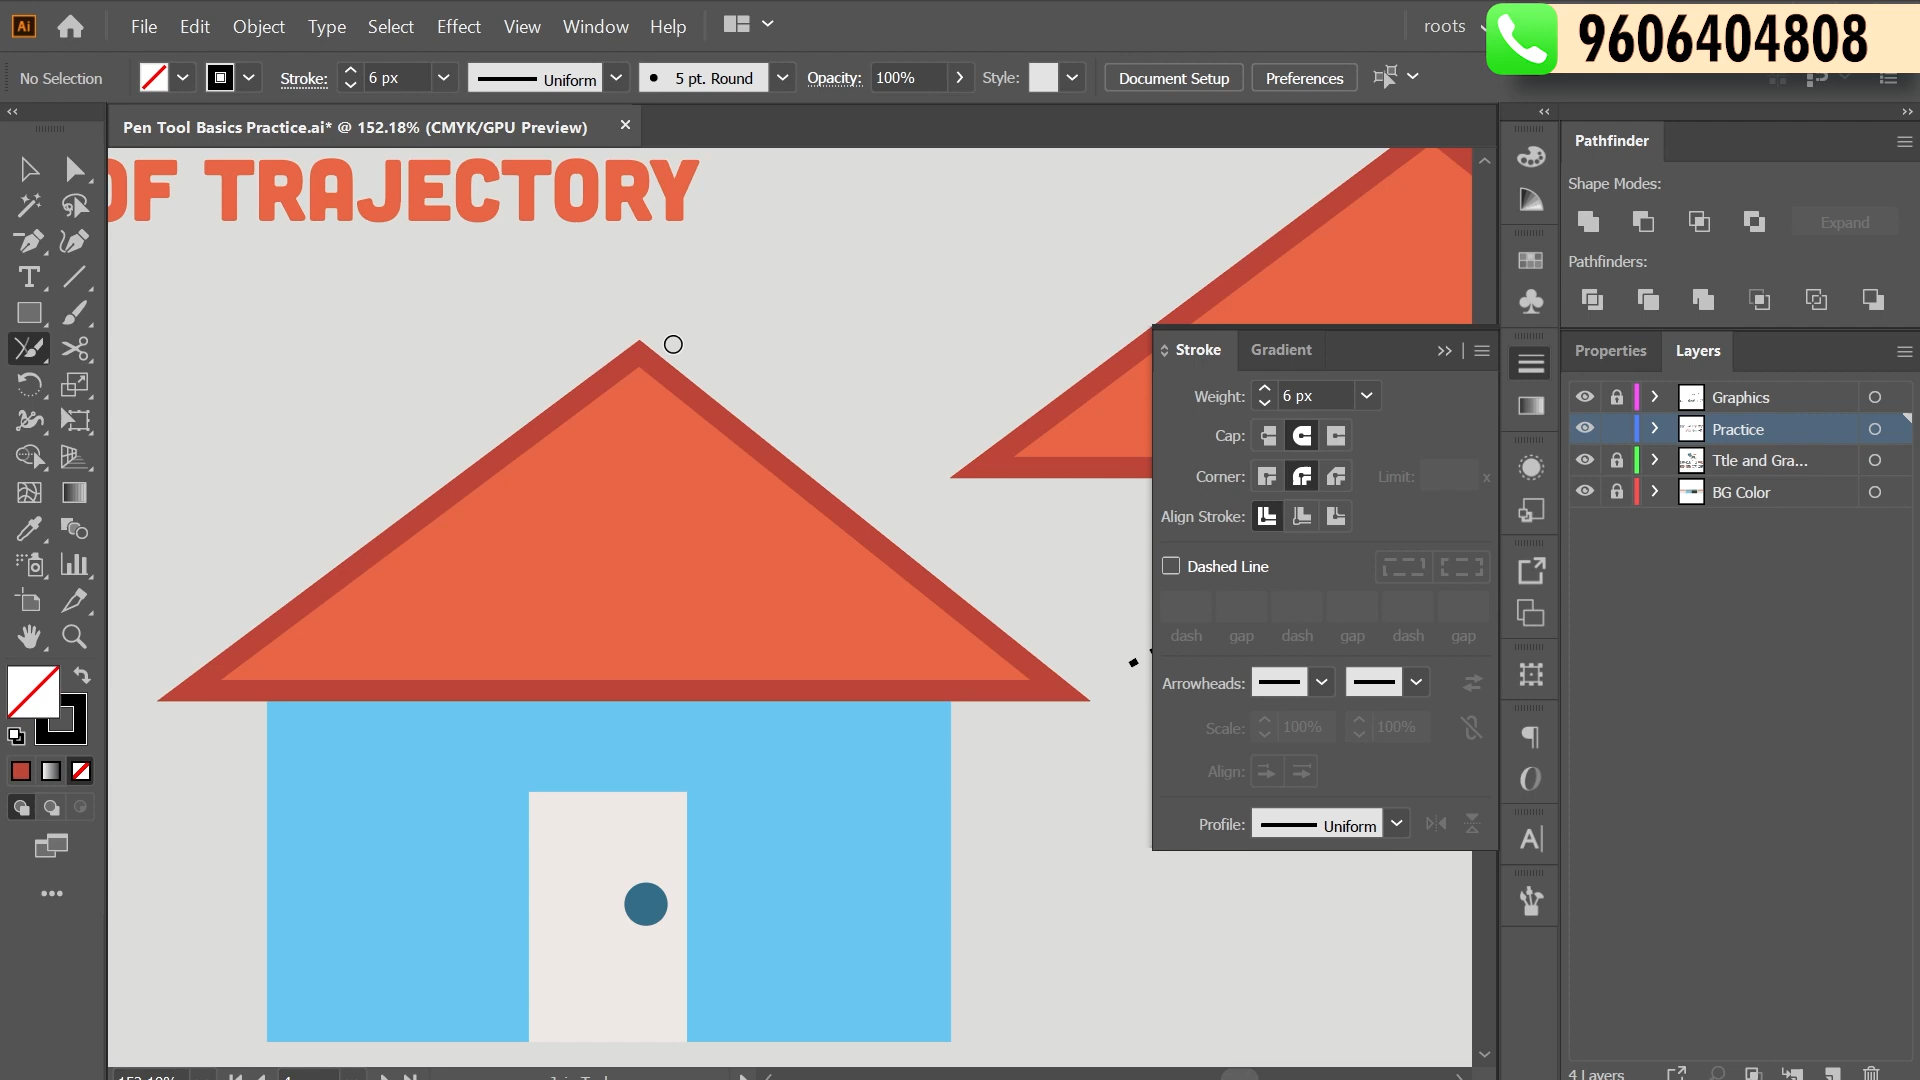 Ai File Edit Object Type Select Effect View Window Help roots 9606404808
No Selection Stroke: 6 px Uniform 5 pt. Round Opacity: 100% Style: Document Setup Preferences
Pen Tool Basics Practice.ai* @ 152.18% (CMYK/GPU Preview) ×
OF TRAJECTORY
Pathfinder
Shape Modes:
Expand
Pathfinders:
Stroke Gradient
Weight: 6 px
Cap:
Corner: Limit: x
Align Stroke:
Dashed Line
dash gap dash gap dash gap
Arrowheads:
Scale: 100% 100%
Align:
Profile: Uniform
Properties Layers
Graphics
Practice
Ttle and Gra...
BG Color
4 Layers
152.18% 4